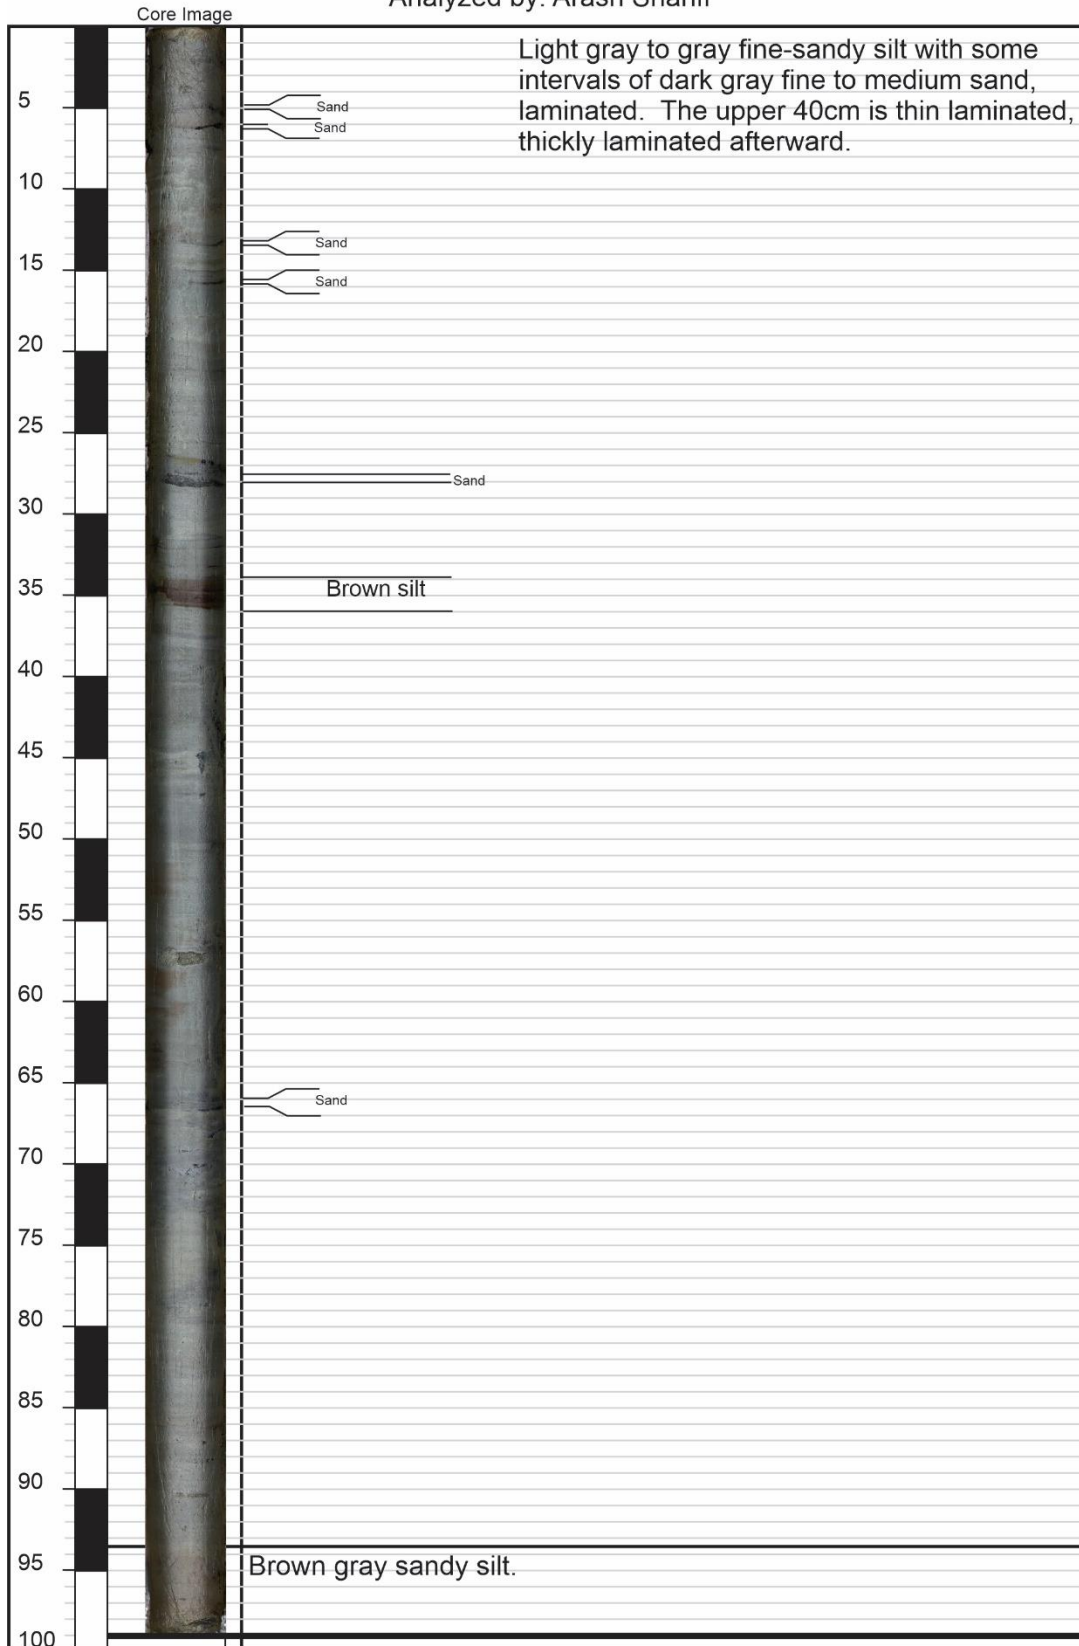 Analyzed by: Arash Sharifi
Core Image
Light gray to gray fine-sandy silt with some
intervals of dark gray fine to medium sand,
laminated. The upper 40cm is thin laminated,
thickly laminated afterward.
5
Sand
Sand
10
Sand
15
Sand
20
25
Sand
30
35
Brown silt
40
45
50
55
60
65
Sand
70
75
80
85
90
95
Brown gray sandy silt.
100